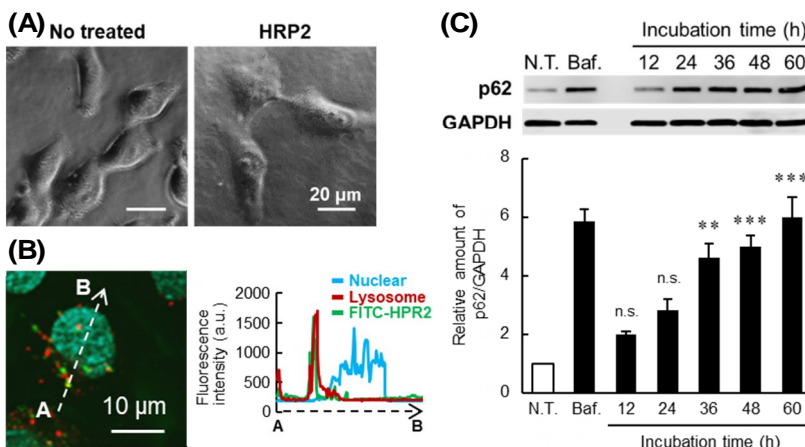 (A)
No treated
HRP2
20 µm
(B)
B
A
10 µm
Nuclear
Lysosome
FITC-HPR2
Fluorescence
intensity (a.u.)
2000
1500
1000
500
0
A
B
(C)
Incubation time (h)
N.T. Baf. 12 24 36 48 60
p62
GAPDH
Relative amount of
p62/GAPDH
8
6
4
2
0
n.s.
n.s.
**
***
***
N.T. Baf. 12 24 36 48 60
Incubation time (h)